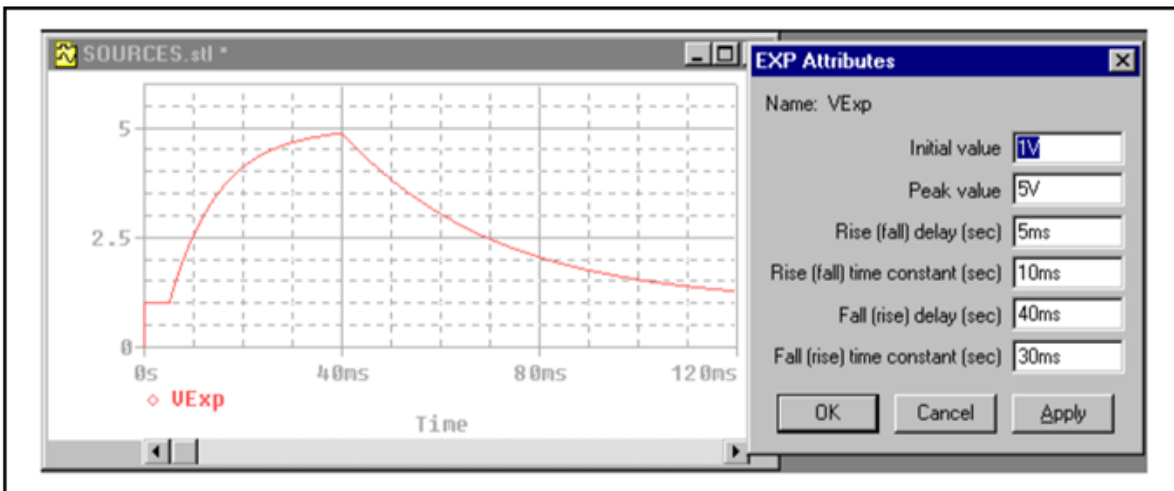 SOURCES.stl *
5
2.5
0
0s 40ms 80ms 120ms
VExp
Time
EXP Attributes
Name: VExp
Initial value 1V
Peak value 5V
Rise (fall) delay (sec) 5ms
Rise (fall) time constant (sec) 10ms
Fall (rise) delay (sec) 40ms
Fall (rise) time constant (sec) 30ms
OK Cancel Apply